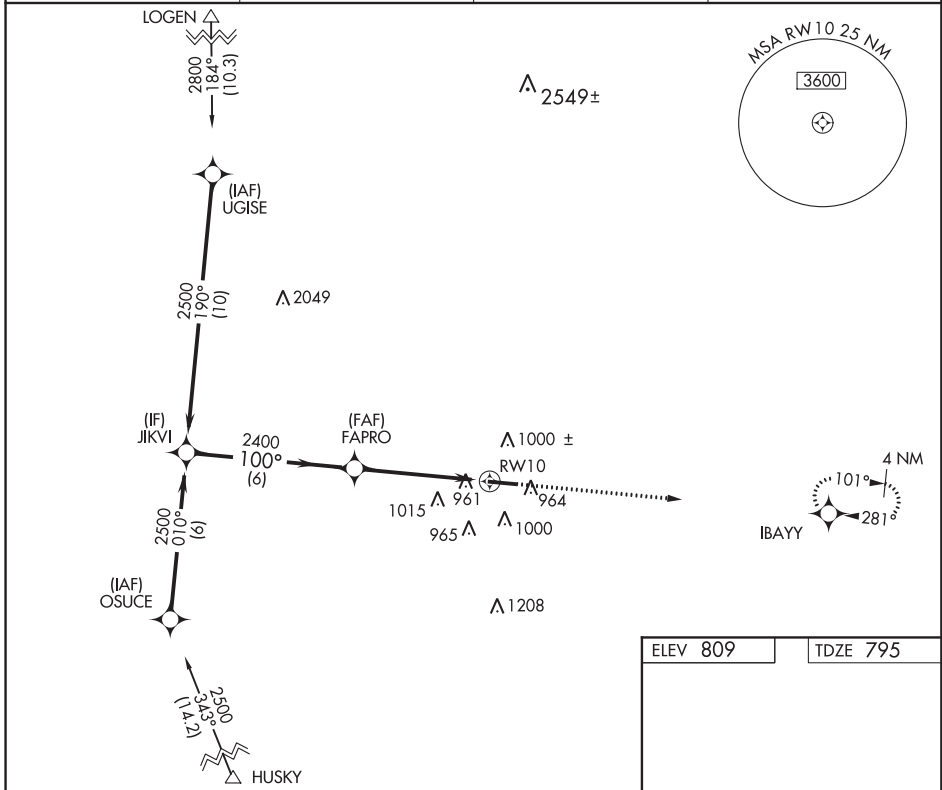 LOGEN
2800
184°
(10.3)
2549±
MSA RW10 25 NM
3600
(IAF)
UGISE
2500
190°
(10)
2049
(IF)
JIKVI
2400
100°
(6)
(FAF)
FAPRO
1000 ±
RW10
961
964
1015
965
1000
4 NM
101°
281°
IBAYY
2500
010°
(6)
(IAF)
OSUCE
1208
2500
343°
(14.2)
HUSKY
ELEV 809
TDZE 795